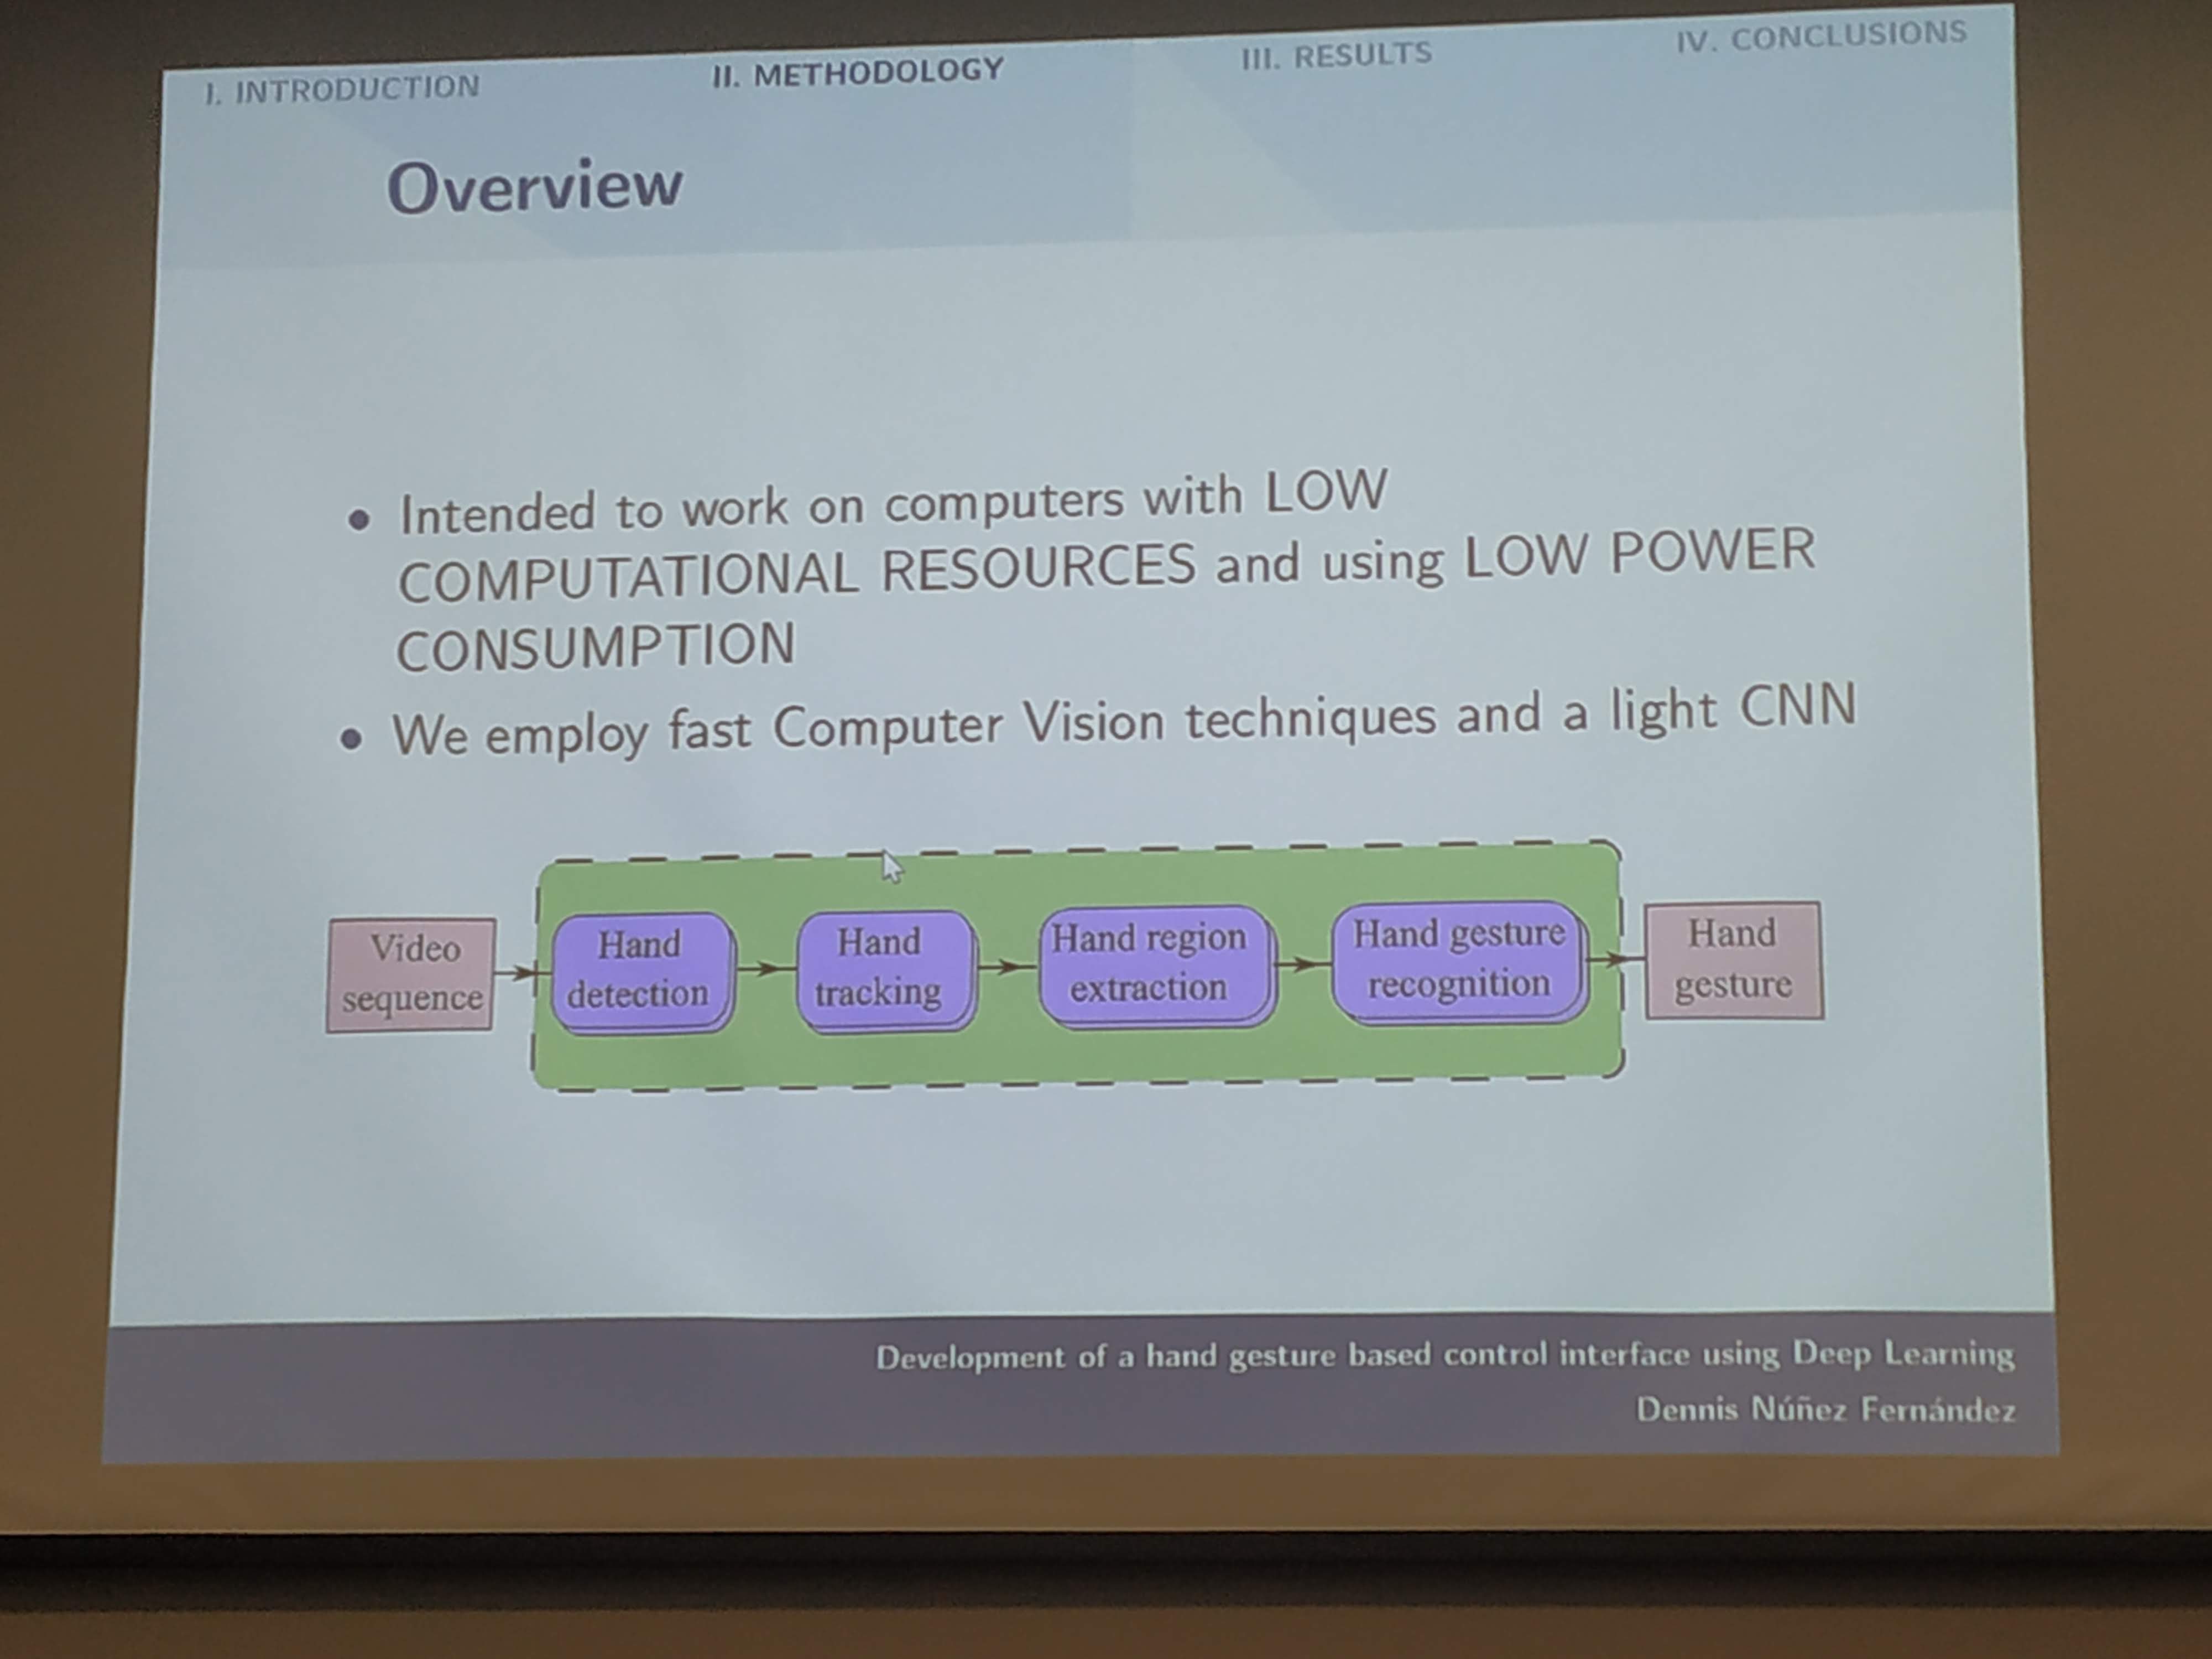 I. INTRODUCTION II. METHODOLOGY III. RESULTS IV. CONCLUSIONS
Overview
• Intended to work on computers with LOW
COMPUTATIONAL RESOURCES and using LOW POWER
CONSUMPTION
• We employ fast Computer Vision techniques and a light CNN
Video
sequence
Hand
detection
Hand
tracking
Hand region
extraction
Hand gesture
recognition
Hand
gesture
Development of a hand gesture based control interface using Deep Learning
Dennis Núñez Fernández